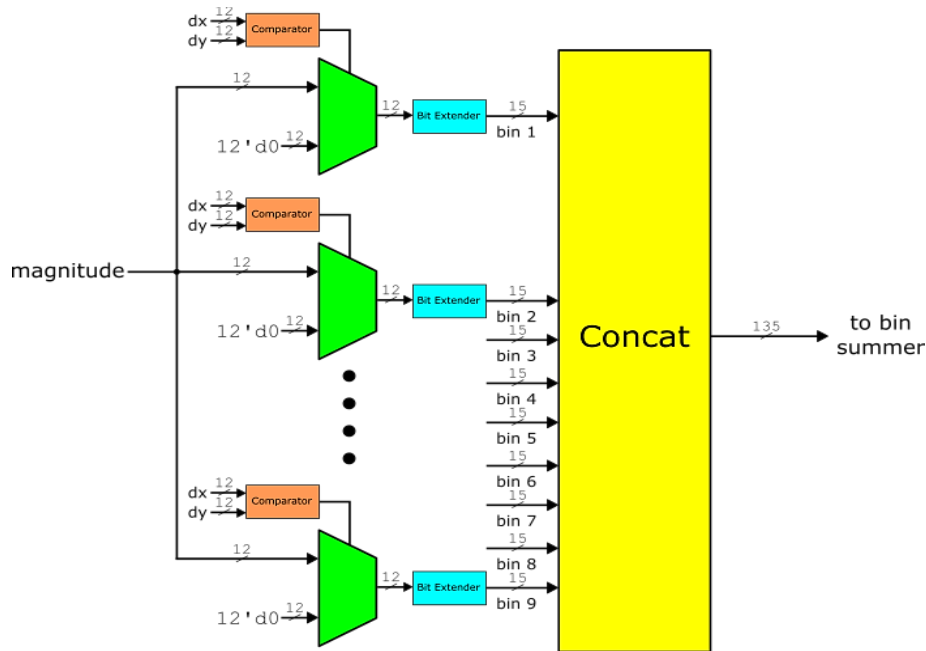 dx 12
dy 12
Comparator
12
12
Bit Extender
15
bin 1
12'd0 12
dx 12
dy 12
Comparator
magnitude
12
12
Bit Extender
15
bin 2
12'd0 12
15
bin 3
Concat
135
to bin
summer
15
bin 4
15
bin 5
15
bin 6
dx 12
dy 12
Comparator
15
bin 7
15
bin 8
12
12
Bit Extender
15
bin 9
12'd0 12